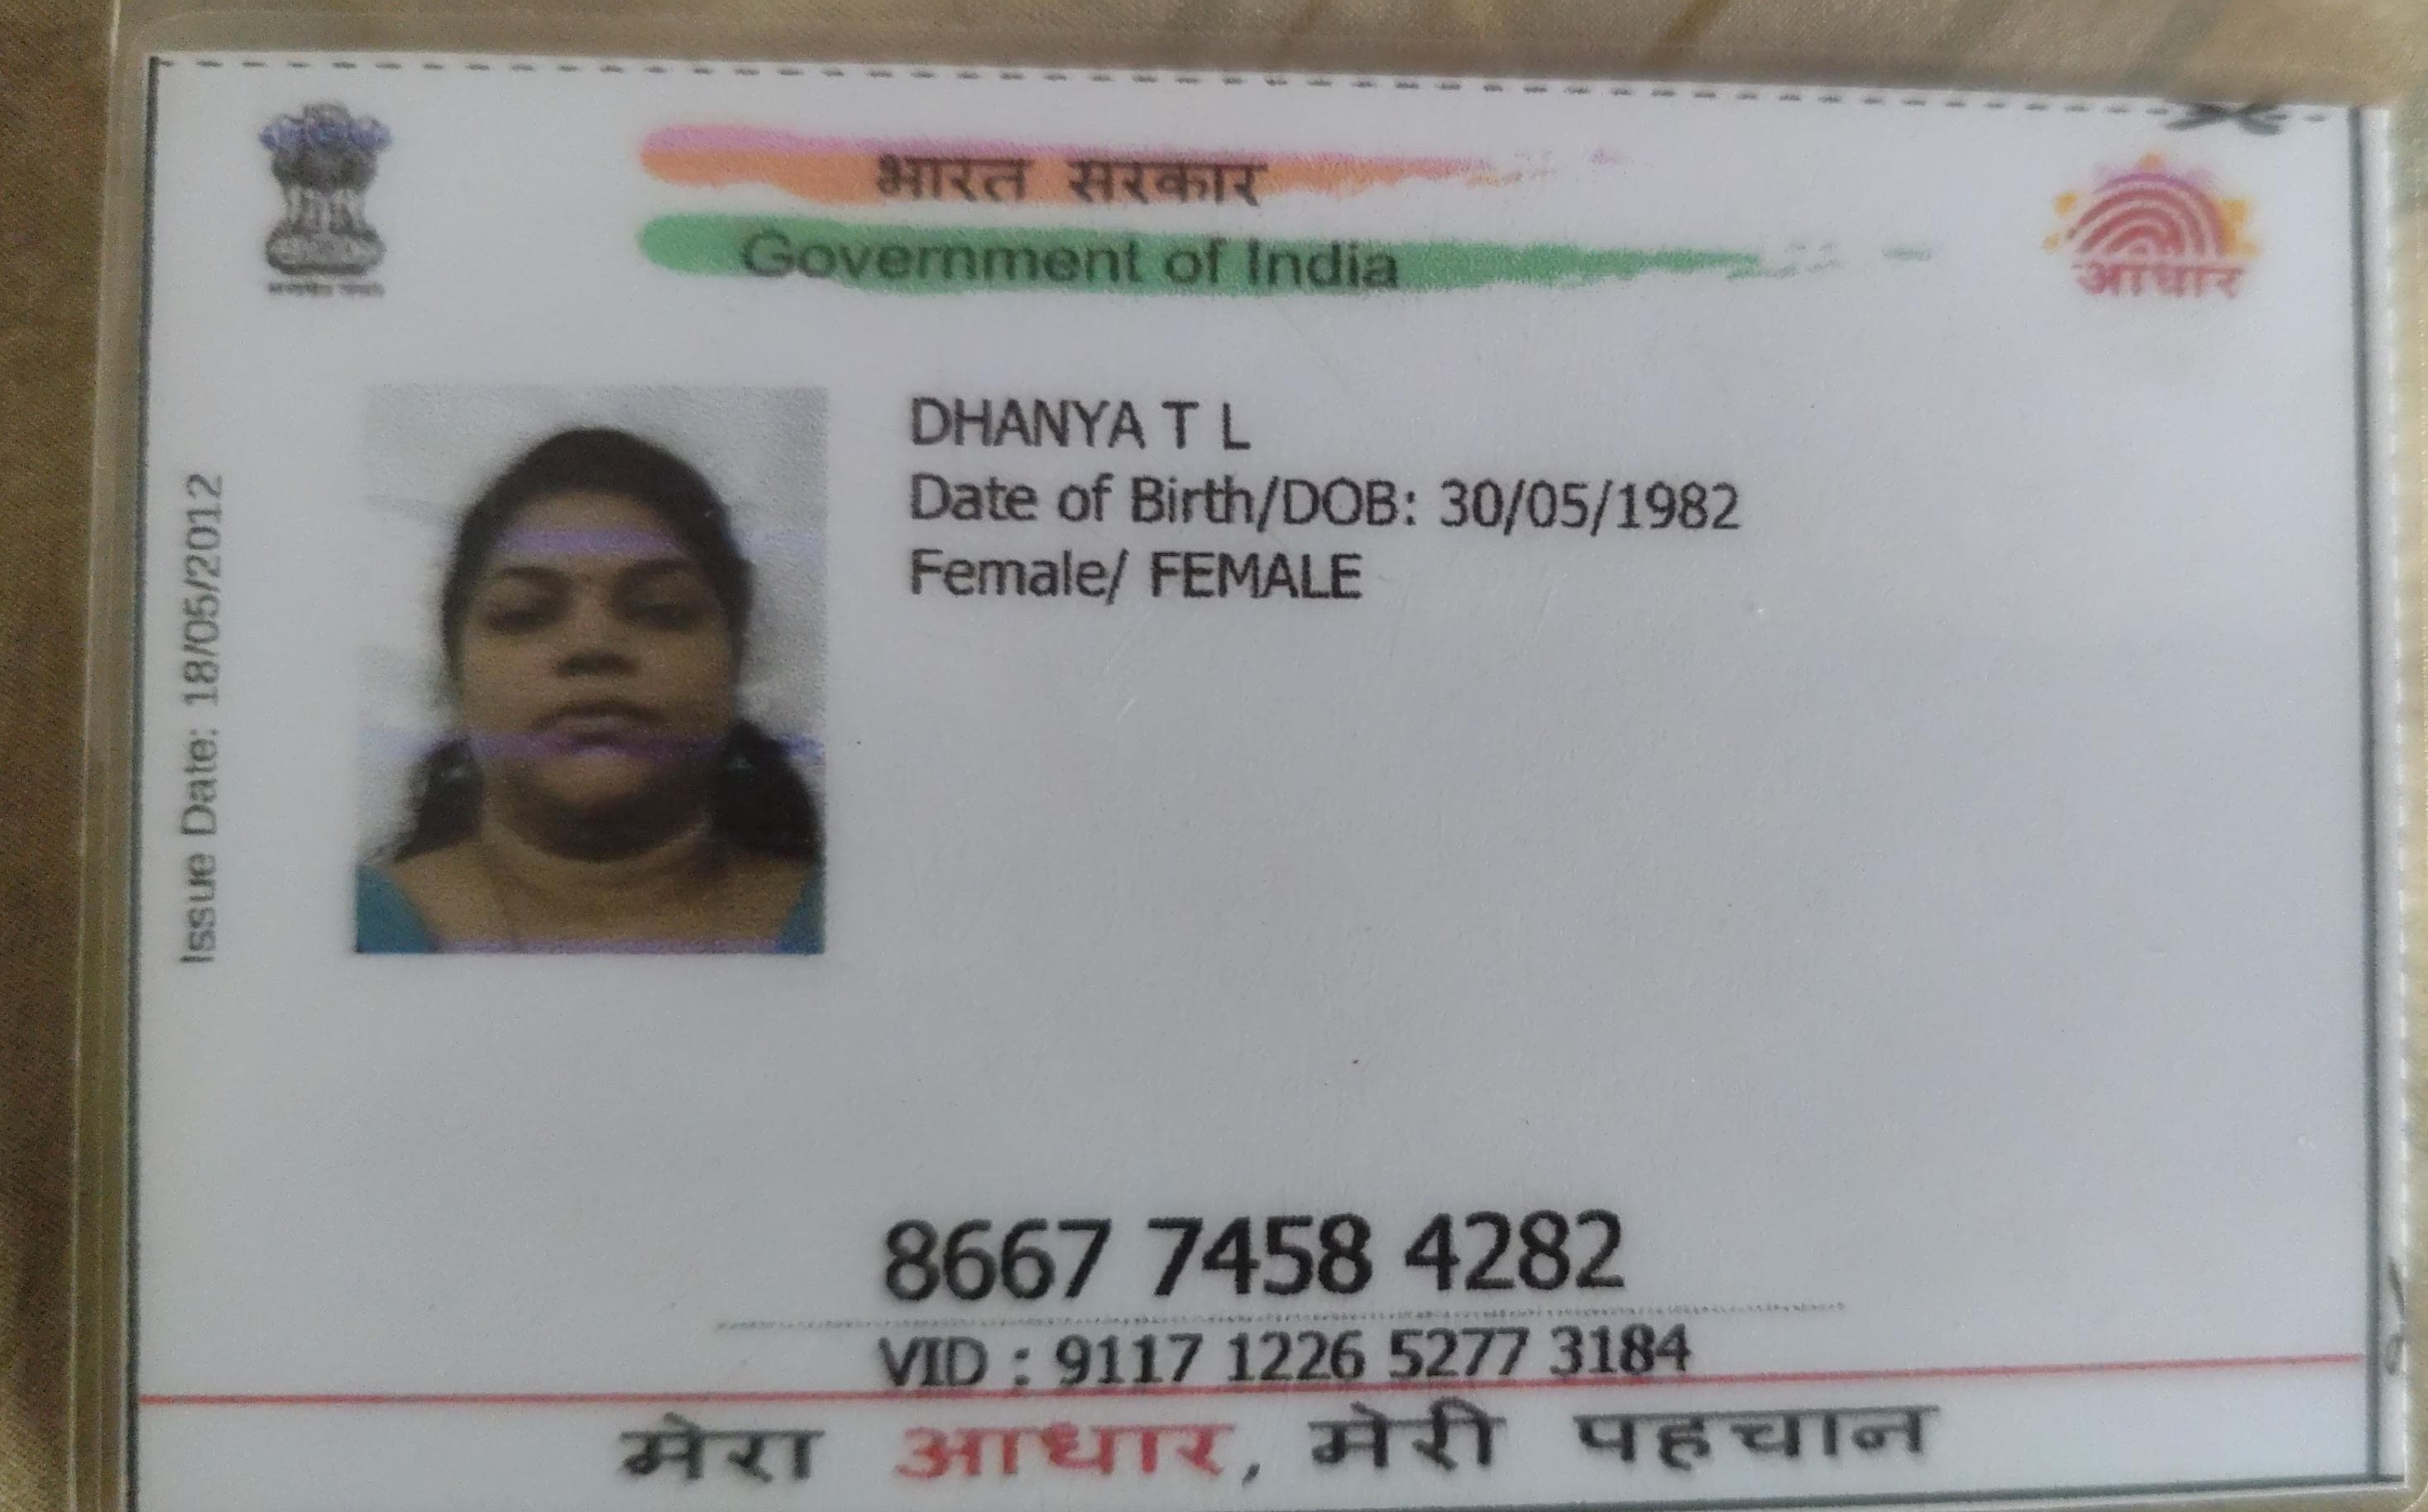 भारत सरकार
Government of India
आधार
Issue Date: 18/05/2012
DHANYA T L
Date of Birth/DOB: 30/05/1982
Female/ FEMALE
8667 7458 4282
VID : 9117 1226 5277 3184
मेरा आधार, मेरी पहचान